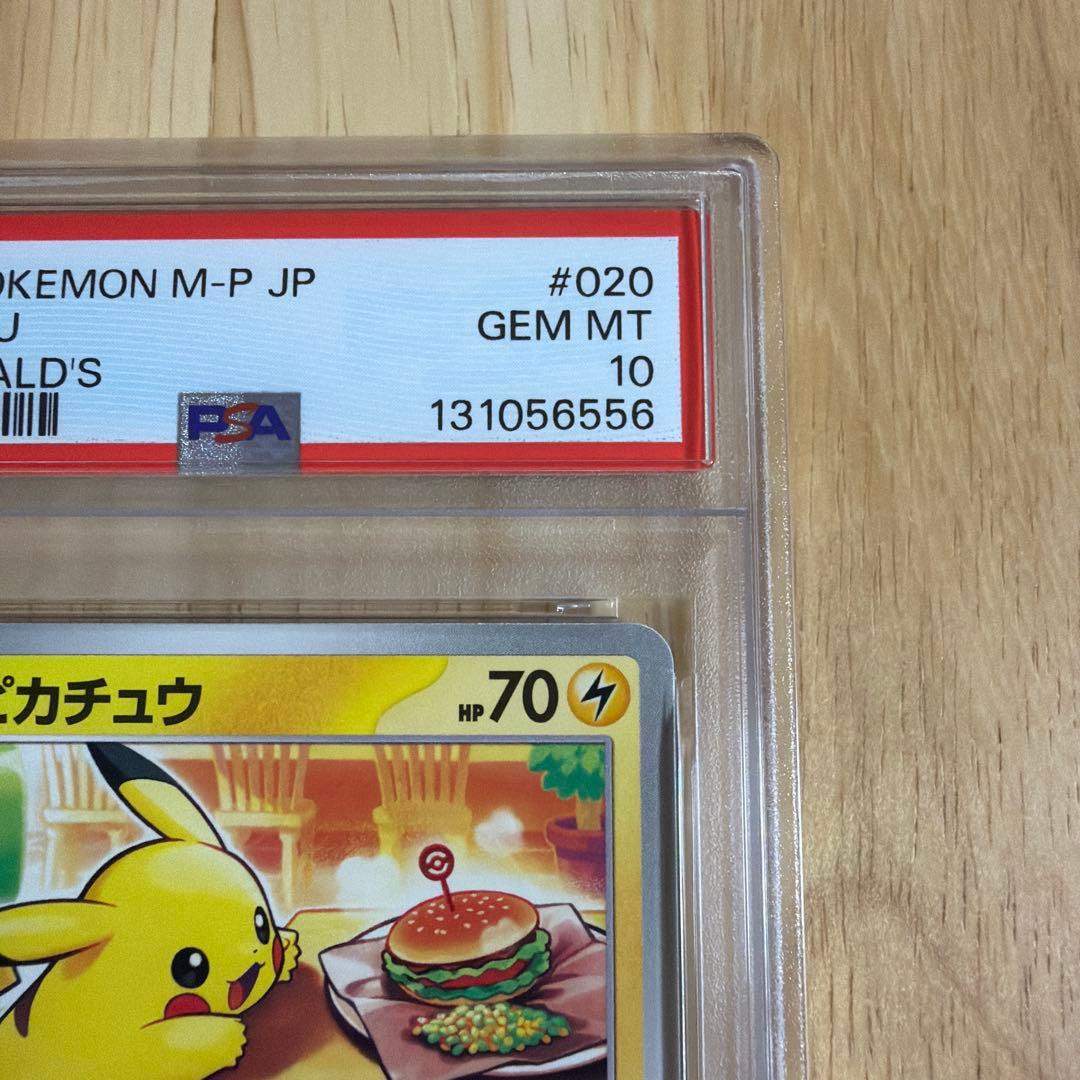 OKEMON M-P JP #020
U GEM MT
ALD'S 10
PSA 131056556
ピカチュウ HP70